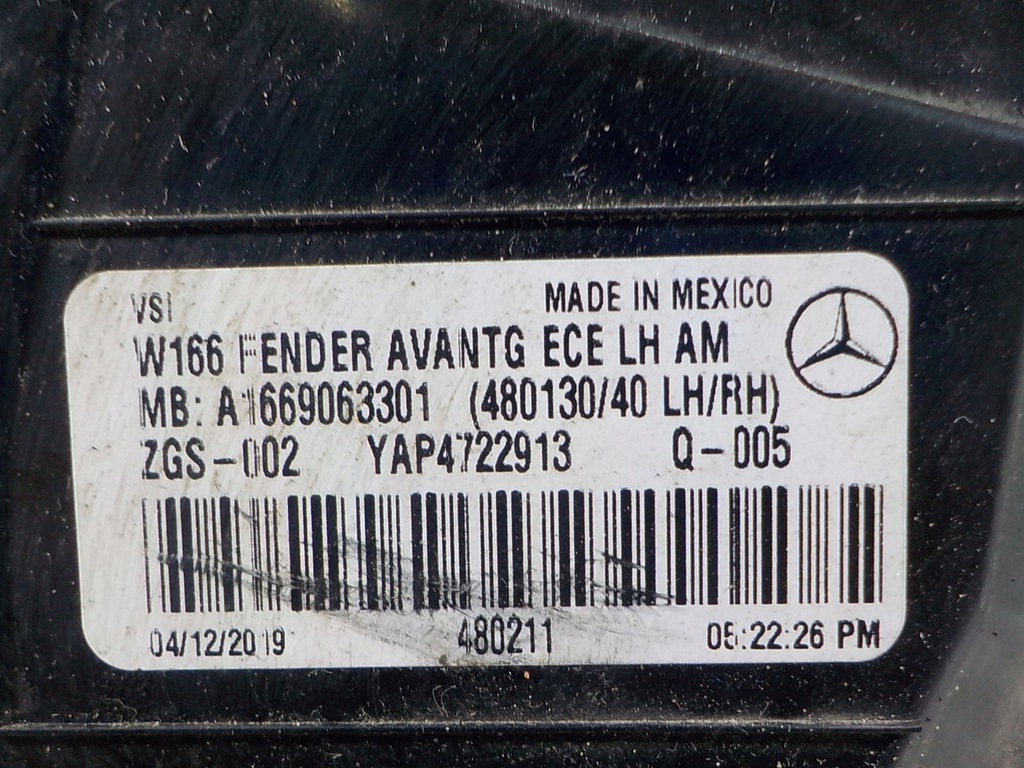 VSI MADE IN MEXICO
W166 FENDER AVANTG ECE LH AM
MB: A1669063301 (480130/40 LH/RH)
ZGS-002 YAP4722913 Q-005
04/12/2019 480211 05:22:26 PM